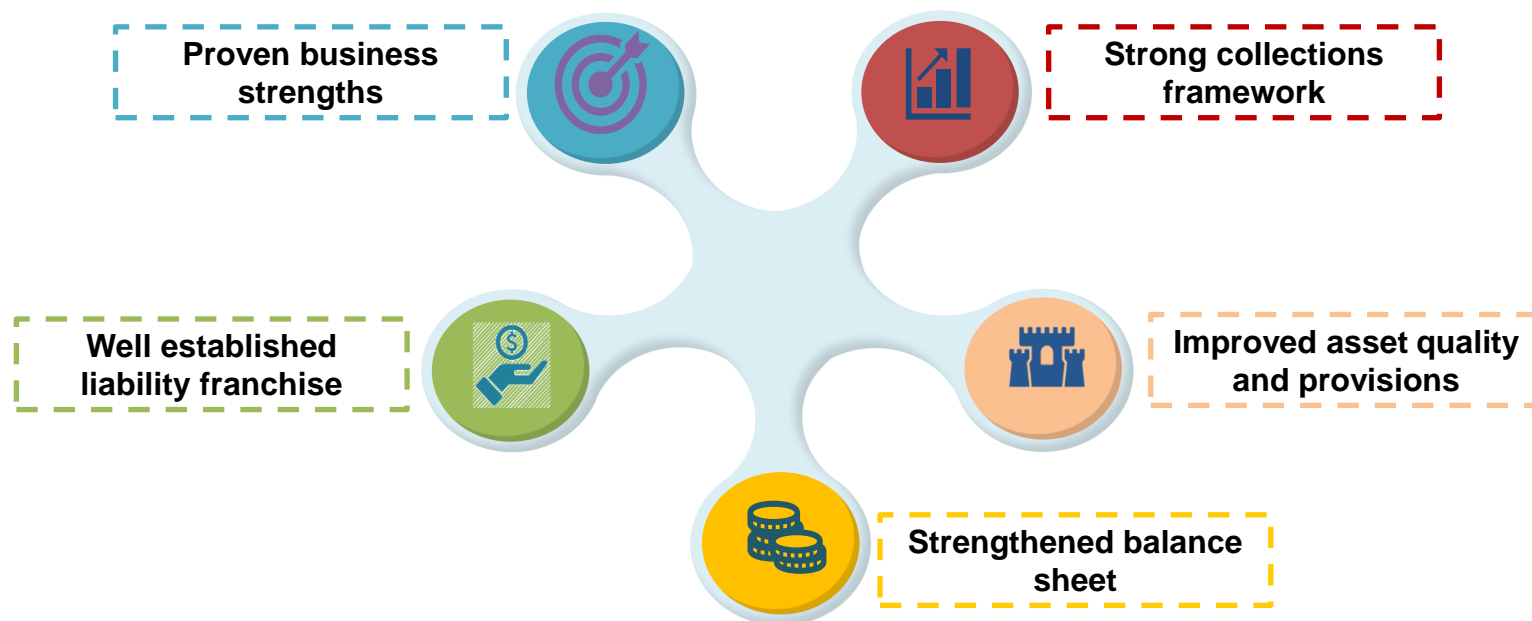 Proven business
strengths
Strong collections
framework
Well established
liability franchise
$
Improved asset quality
and provisions
Strengthened balance
sheet